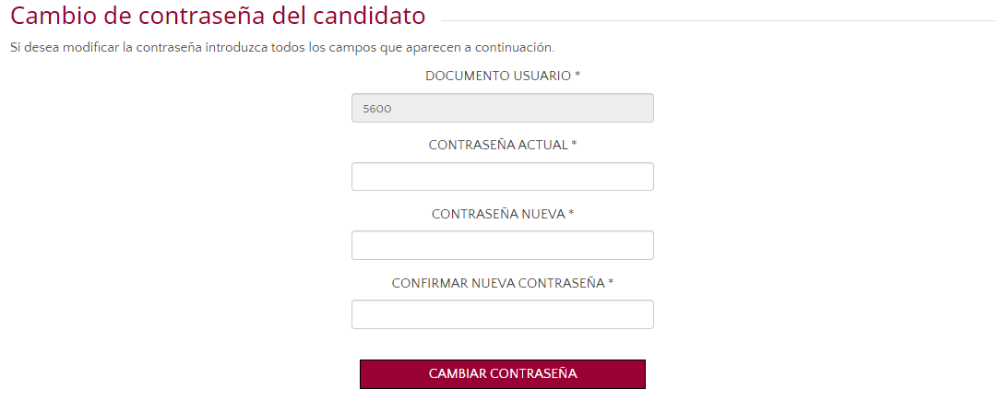 Cambio de contraseña del candidato
Si desea modificar la contraseña introduzca todos los campos que aparecen a continuación.
DOCUMENTO USUARIO *
5600
CONTRASEÑA ACTUAL *
CONTRASEÑA NUEVA *
CONFIRMAR NUEVA CONTRASEÑA *
CAMBIAR CONTRASEÑA